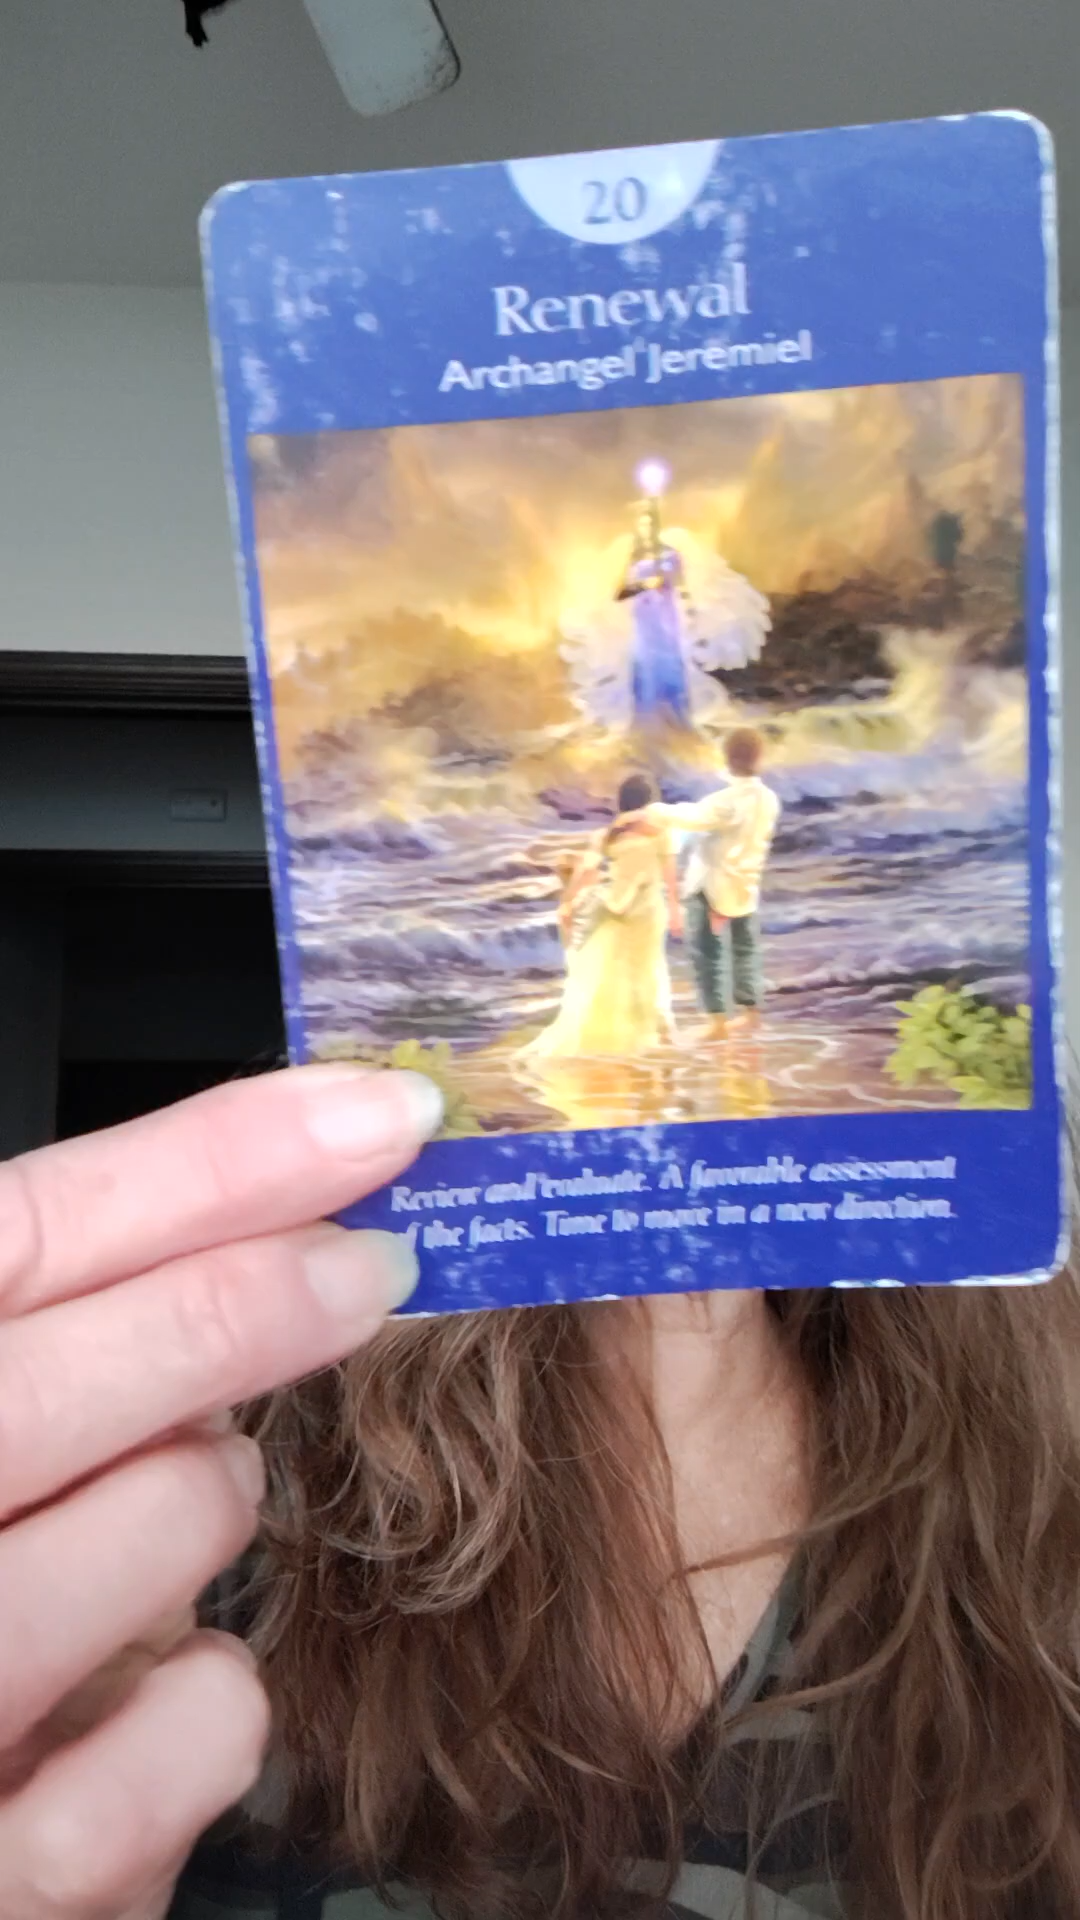 20
Renewal
Archangel Jeremiel
Review and evaluate. A favorable assessment
of the facts. Time to move in a new direction.